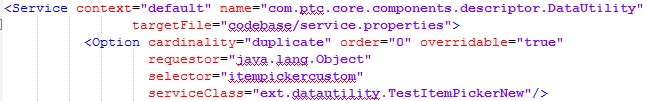 <Service context="default" name="com.ptc.core.components.descriptor.DataUtility"
targetFile="codebase/service.properties">
<Option cardinality="duplicate" order="0" overridable="true"
requestor="java.lang.Object"
selector="itempickercustom"
serviceClass="ext.datautility.TestItemPickerNew"/>